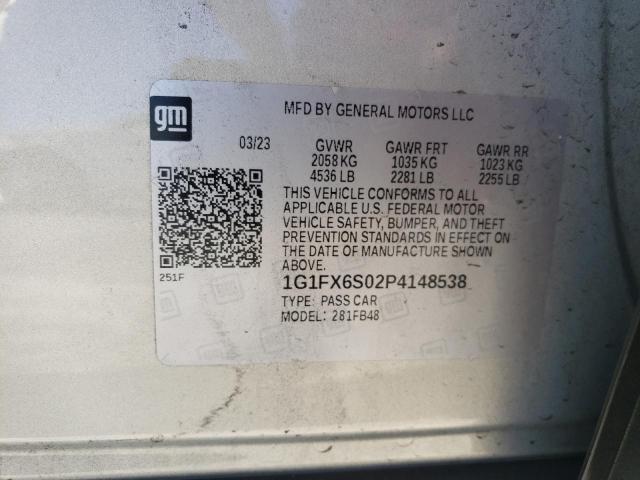 gm
MFD BY GENERAL MOTORS LLC
03/23 GVWR GAWR FRT GAWR RR
2058 KG 1035 KG 1023 KG
4536 LB 2281 LB 2255 LB
THIS VEHICLE CONFORMS TO ALL
APPLICABLE U.S. FEDERAL MOTOR
VEHICLE SAFETY, BUMPER, AND THEFT
PREVENTION STANDARDS IN EFFECT ON
THE DATE OF MANUFACTURE SHOWN
ABOVE.
251F
1G1FX6S02P4148538
TYPE: PASS CAR
MODEL: 281FB48